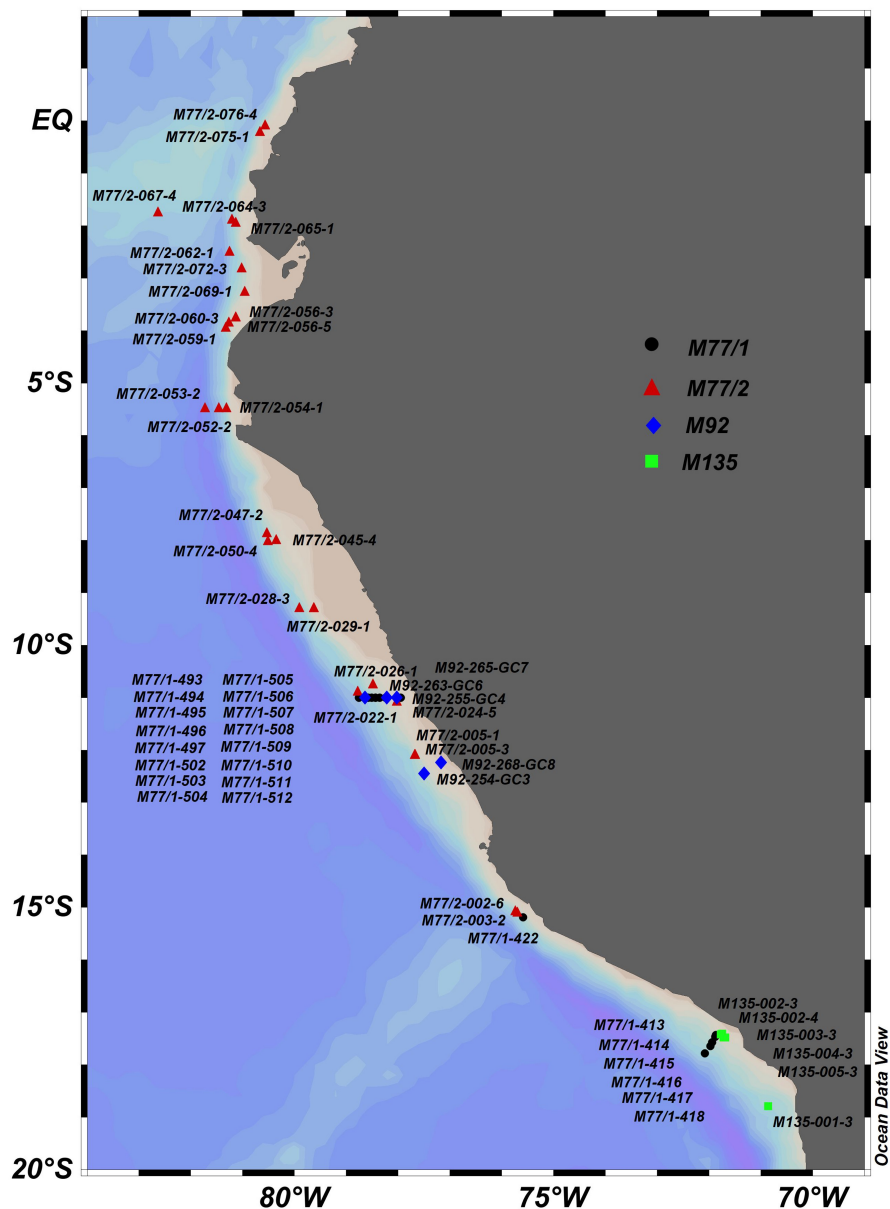 EQ
M77/2-076-4
M77/2-075-1
M77/2-067-4
M77/2-064-3
M77/2-065-1
M77/2-062-1
M77/2-072-3
M77/2-069-1
M77/2-056-3
M77/2-060-3
M77/2-056-5
M77/2-059-1
M77/1
M77/2
M92
M135
5°S
M77/2-053-2
M77/2-054-1
M77/2-052-2
M77/2-047-2
M77/2-045-4
M77/2-050-4
M77/2-028-3
M77/2-029-1
10°S
M77/2-026-1
M92-265-GC7
M92-263-GC6
M92-255-GC4
M77/2-024-5
M77/2-022-1
M77/2-005-1
M77/2-005-3
M92-268-GC8
M92-254-GC3
M77/1-493 M77/1-505
M77/1-494 M77/1-506
M77/1-495 M77/1-507
M77/1-496 M77/1-508
M77/1-497 M77/1-509
M77/1-502 M77/1-510
M77/1-503 M77/1-511
M77/1-504 M77/1-512
15°S
M77/2-002-6
M77/2-003-2
M77/1-422
M135-002-3
M135-002-4
M135-003-3
M135-004-3
M135-005-3
M77/1-413
M77/1-414
M77/1-415
M77/1-416
M77/1-417
M77/1-418
M135-001-3
20°S
80°W 75°W 70°W
Ocean Data View